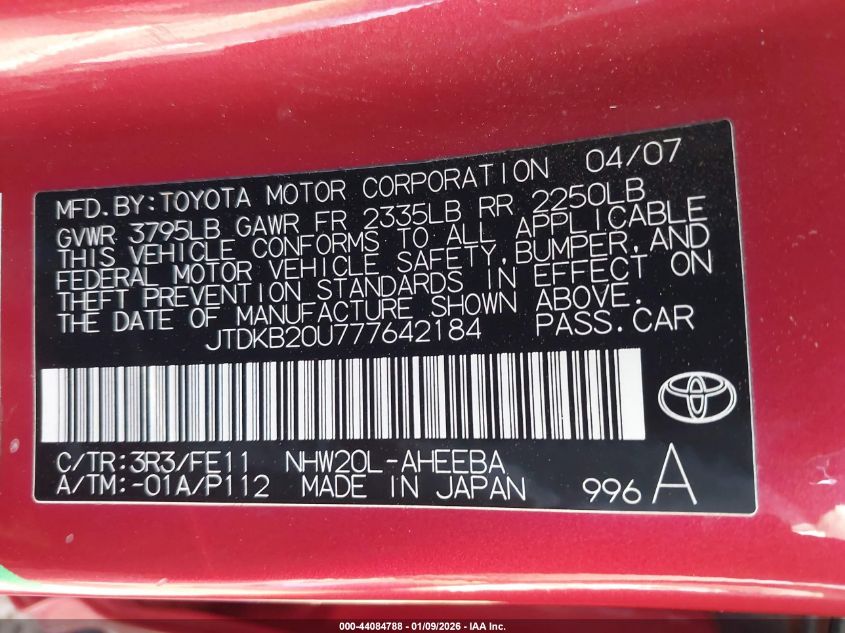 MFD.BY:TOYOTA MOTOR CORPORATION 04/07
GVWR 3795LB GAWR FR 2335LB RR 2250LB
THIS VEHICLE CONFORMS TO ALL APPLICABLE
FEDERAL MOTOR VEHICLE SAFETY,BUMPER,AND
THEFT PREVENTION STANDARDS IN EFFECT ON
THE DATE OF MANUFACTURE SHOWN ABOVE.
JTDKB20U777642184 PASS.CAR
C/TR:3R3/FE11 NHW20L-AHEEBA
A/TM:-01A/P112 MADE IN JAPAN 996 A
000-44084788 - 01/09/2026 - IAA Inc.